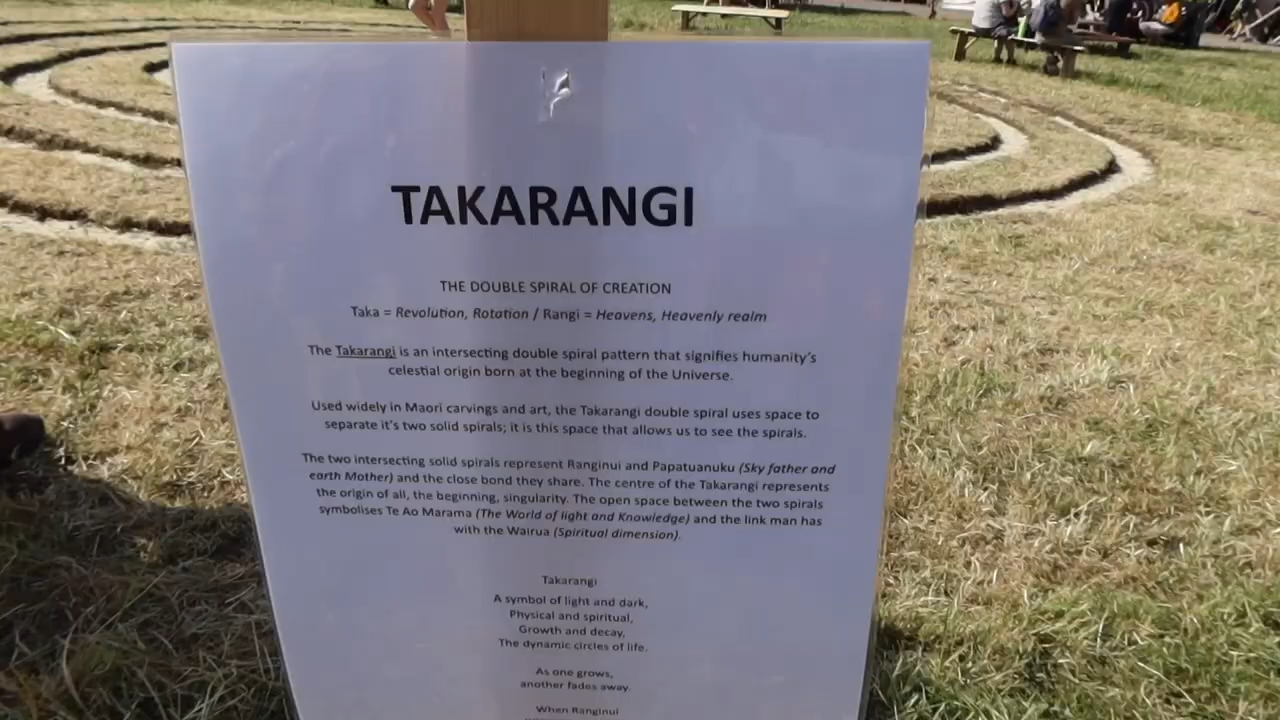 TAKARANGI
THE DOUBLE SPIRAL OF CREATION
Taka = Revolution, Rotation / Rangi = Heavens, Heavenly realm
The Takarangi is an intersecting double spiral pattern that signifies humanity's
celestial origin born at the beginning of the Universe.
Used widely in Maori carvings and art, the Takarangi double spiral uses space to
separate it's two solid spirals; it is this space that allows us to see the spirals.
The two intersecting solid spirals represent Ranginui and Papatuanuku (Sky father and
earth Mother) and the close bond they share. The centre of the Takarangi represents
the origin of all, the beginning, singularity. The open space between the two spirals
symbolises Te Ao Marama (The World of light and Knowledge) and the link man has
with the Wairua (Spiritual dimension).
Takarangi
A symbol of light and dark,
Physical and spiritual,
Growth and decay,
The dynamic circles of life.
As one grows,
another fades away.
When Ranginui